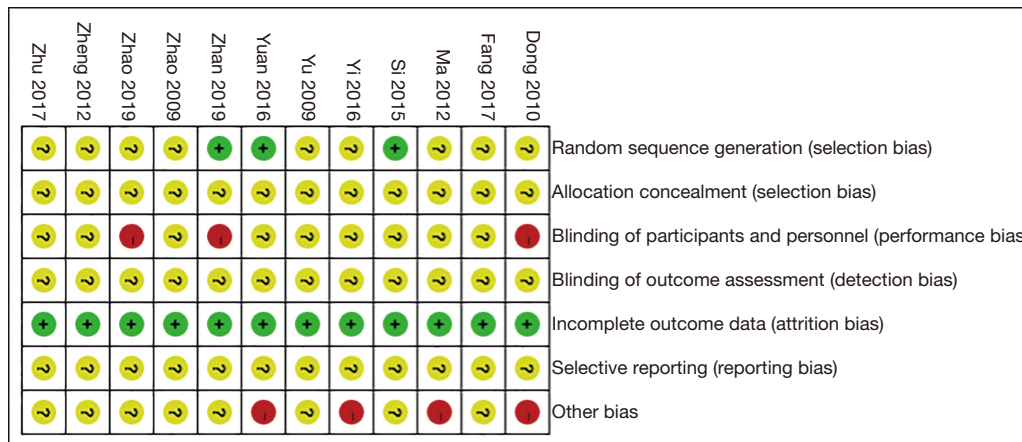 Zhu 2017
Zheng 2012
Zhao 2019
Zhao 2009
Zhan 2019
Yuan 2016
Yu 2009
Yi 2016
Si 2015
Ma 2012
Fang 2017
Dong 2010
? ? ? ? + + ? ? + ? ? ? Random sequence generation (selection bias)
? ? ? ? ? ? ? ? ? ? ? ? Allocation concealment (selection bias)
? ? – ? – ? ? ? ? ? ? – Blinding of participants and personnel (performance bias
? ? ? ? ? ? ? ? ? ? ? ? Blinding of outcome assessment (detection bias)
+ + + + + + + + + + + + Incomplete outcome data (attrition bias)
? ? ? ? ? ? ? ? ? ? ? ? Selective reporting (reporting bias)
? ? ? ? ? – ? – ? – ? – Other bias